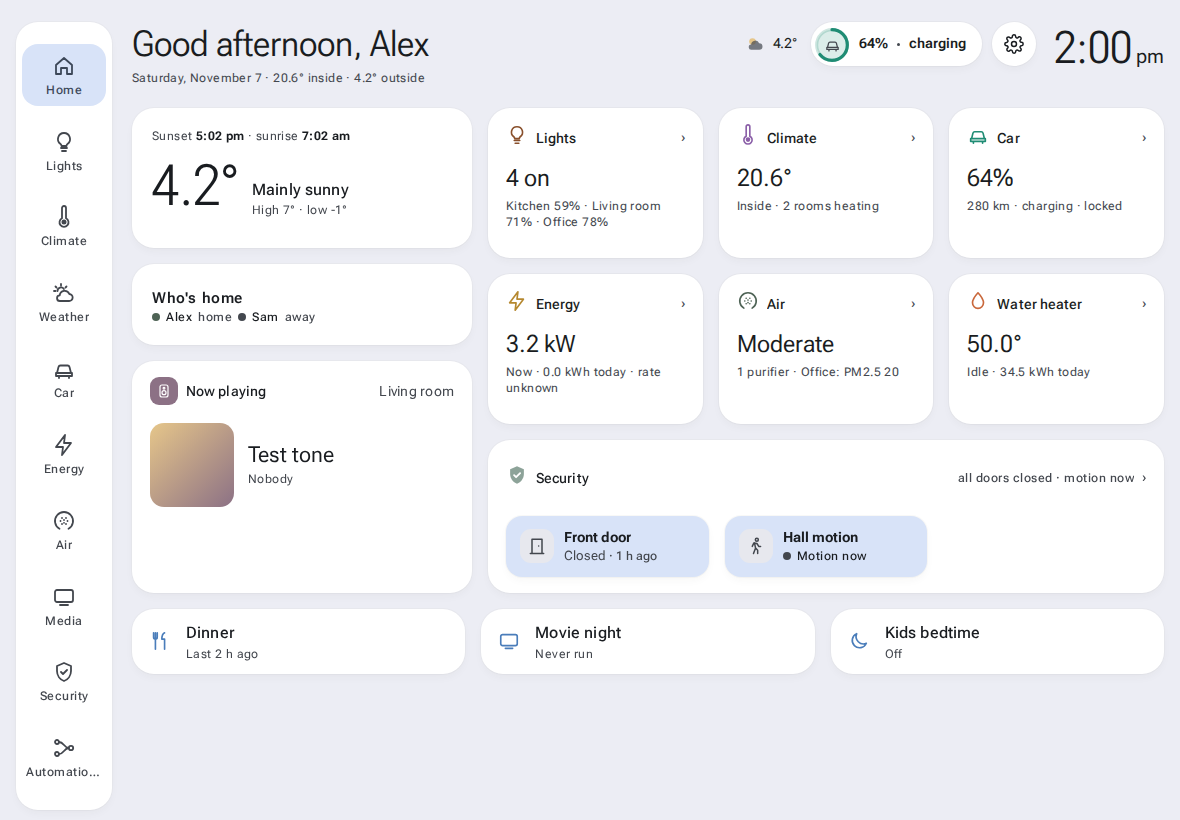 Home
Lights
Climate
Weather
Car
Energy
Air
Media
Security
Automatio...
Good afternoon, Alex
Saturday, November 7 · 20.6° inside · 4.2° outside
4.2°
64% · charging
2:00 pm
Sunset 5:02 pm · sunrise 7:02 am
4.2°
Mainly sunny
High 7° · low -1°
Who's home
Alex home Sam away
Now playing
Living room
Test tone
Nobody
Lights ›
4 on
Kitchen 59% · Living room
71% · Office 78%
Climate ›
20.6°
Inside · 2 rooms heating
Car ›
64%
280 km · charging · locked
Energy ›
3.2 kW
Now · 0.0 kWh today · rate
unknown
Air ›
Moderate
1 purifier · Office: PM2.5 20
Water heater ›
50.0°
Idle · 34.5 kWh today
Security
all doors closed · motion now ›
Front door
Closed · 1 h ago
Hall motion
Motion now
Dinner
Last 2 h ago
Movie night
Never run
Kids bedtime
Off